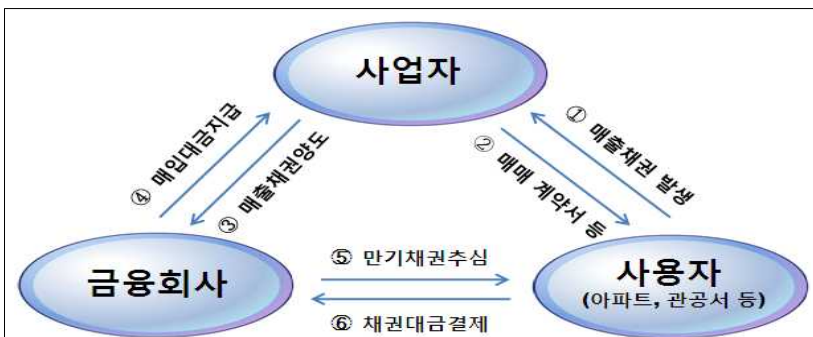 사업자
④ 매입대금지급
③ 매출채권양도
① 매출채권 발생
② 매매 계약서 등
금융회사
⑤ 만기채권추심
⑥ 채권대금결제
사용자
(아파트, 관공서 등)